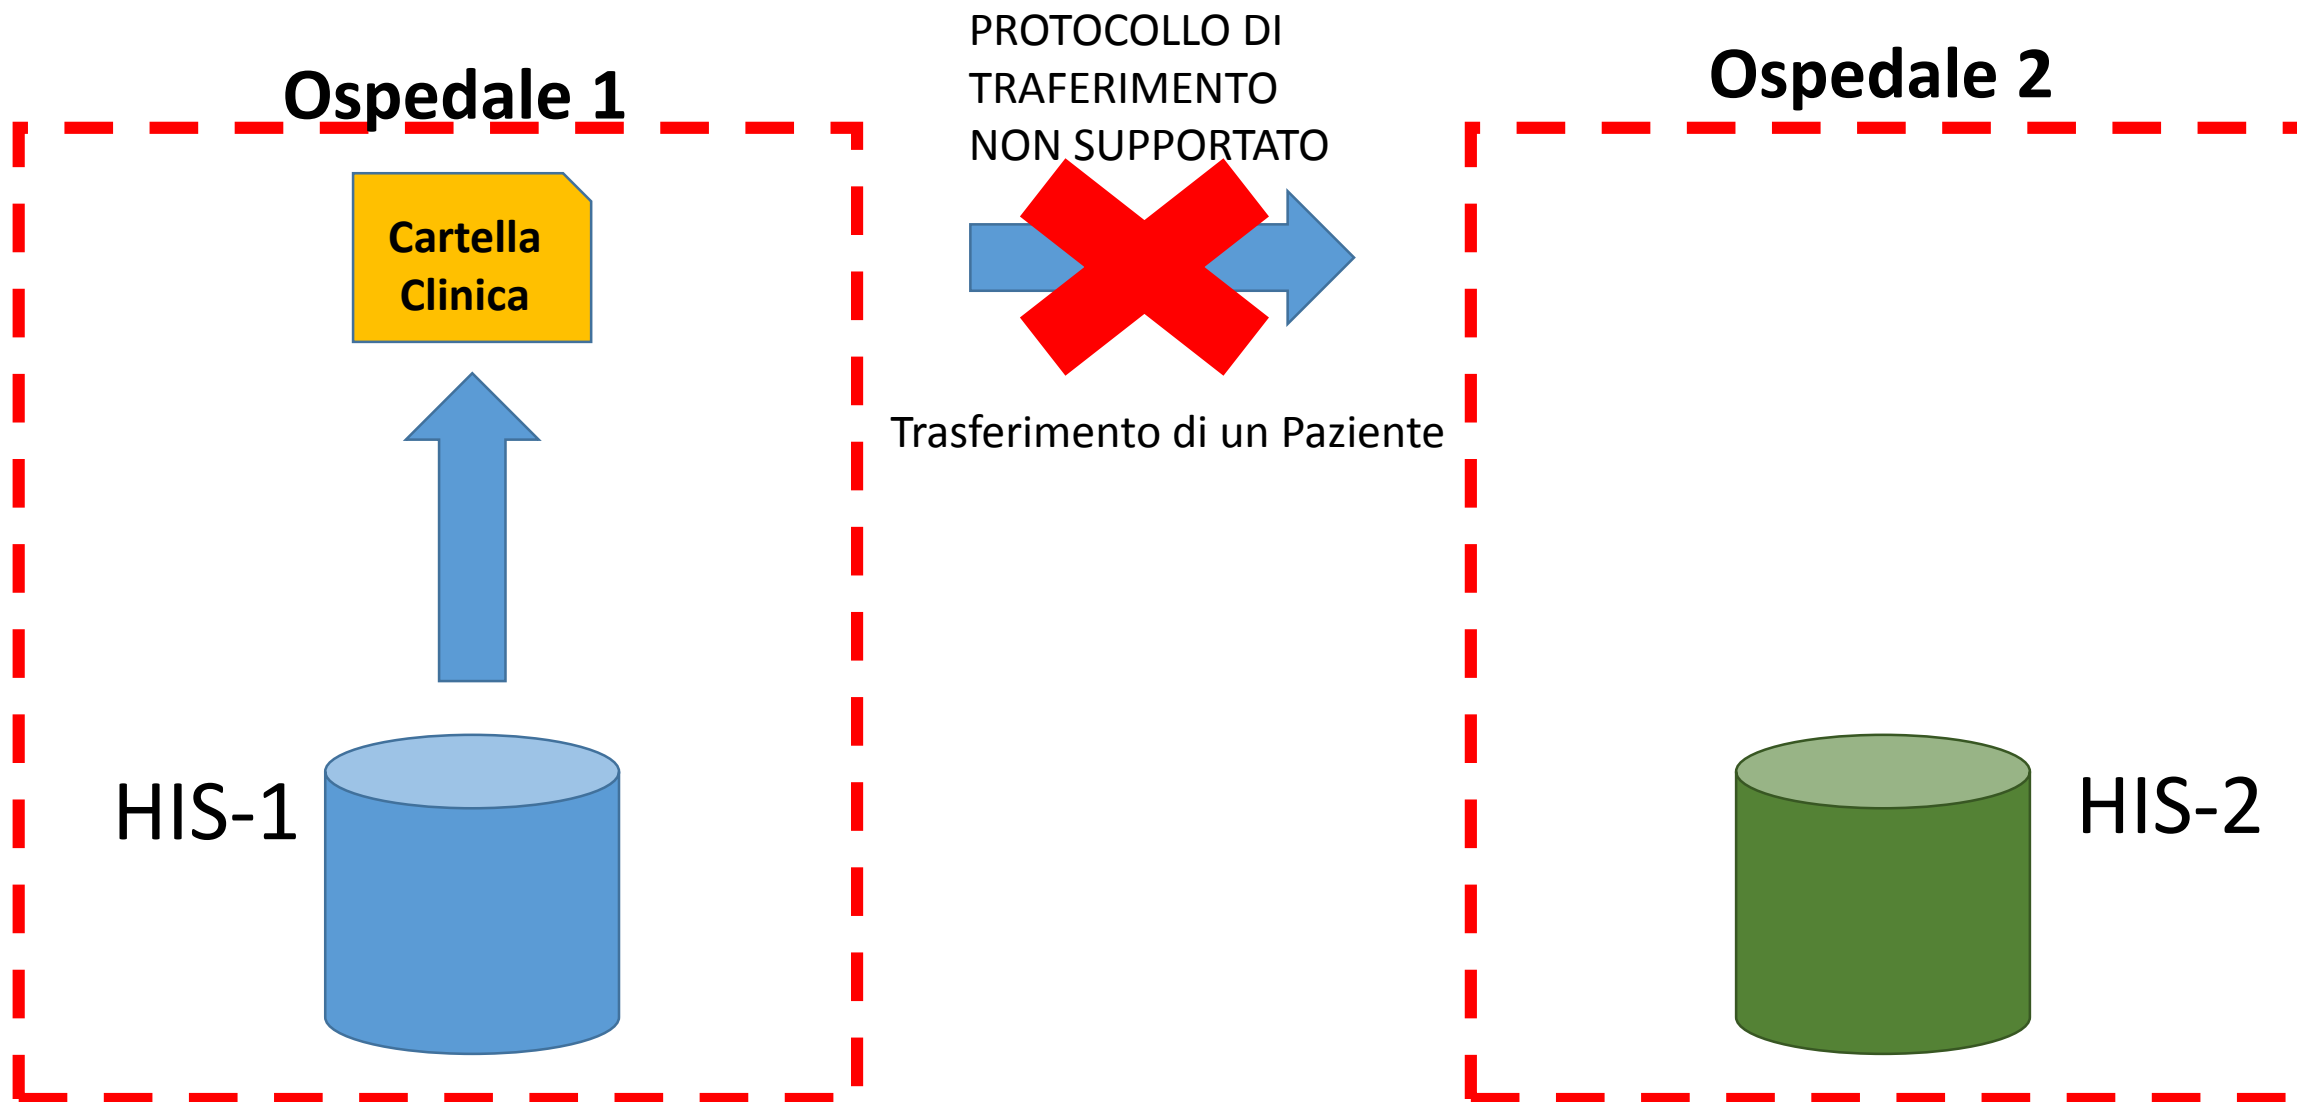 Ospedale 1
Cartella
Clinica
HIS-1
PROTOCOLLO DI
TRAFERIMENTO
NON SUPPORTATO
Trasferimento di un Paziente
Ospedale 2
HIS-2